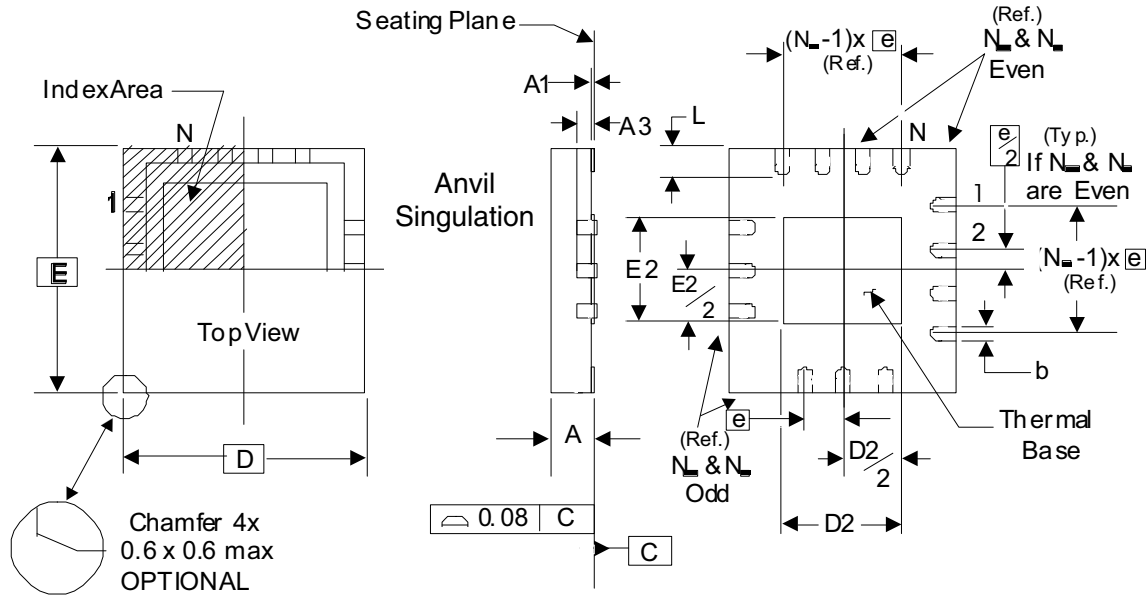 Seating Plane
Index Area
N
1
E
Top View
D
Chamfer 4x
0.6 x 0.6 max
OPTIONAL
A1
A3
L
Anvil
Singulation
A
0.08 C
C
(N -1)x e
(Ref.)
(Ref.)
N & N
Even
N
1
2
e/2
(Typ.)
If N & N
are Even
(N -1)x e
(Ref.)
E2
E2/2
b
Thermal
Base
e
(Ref.)
N & N
Odd
D2/2
D2